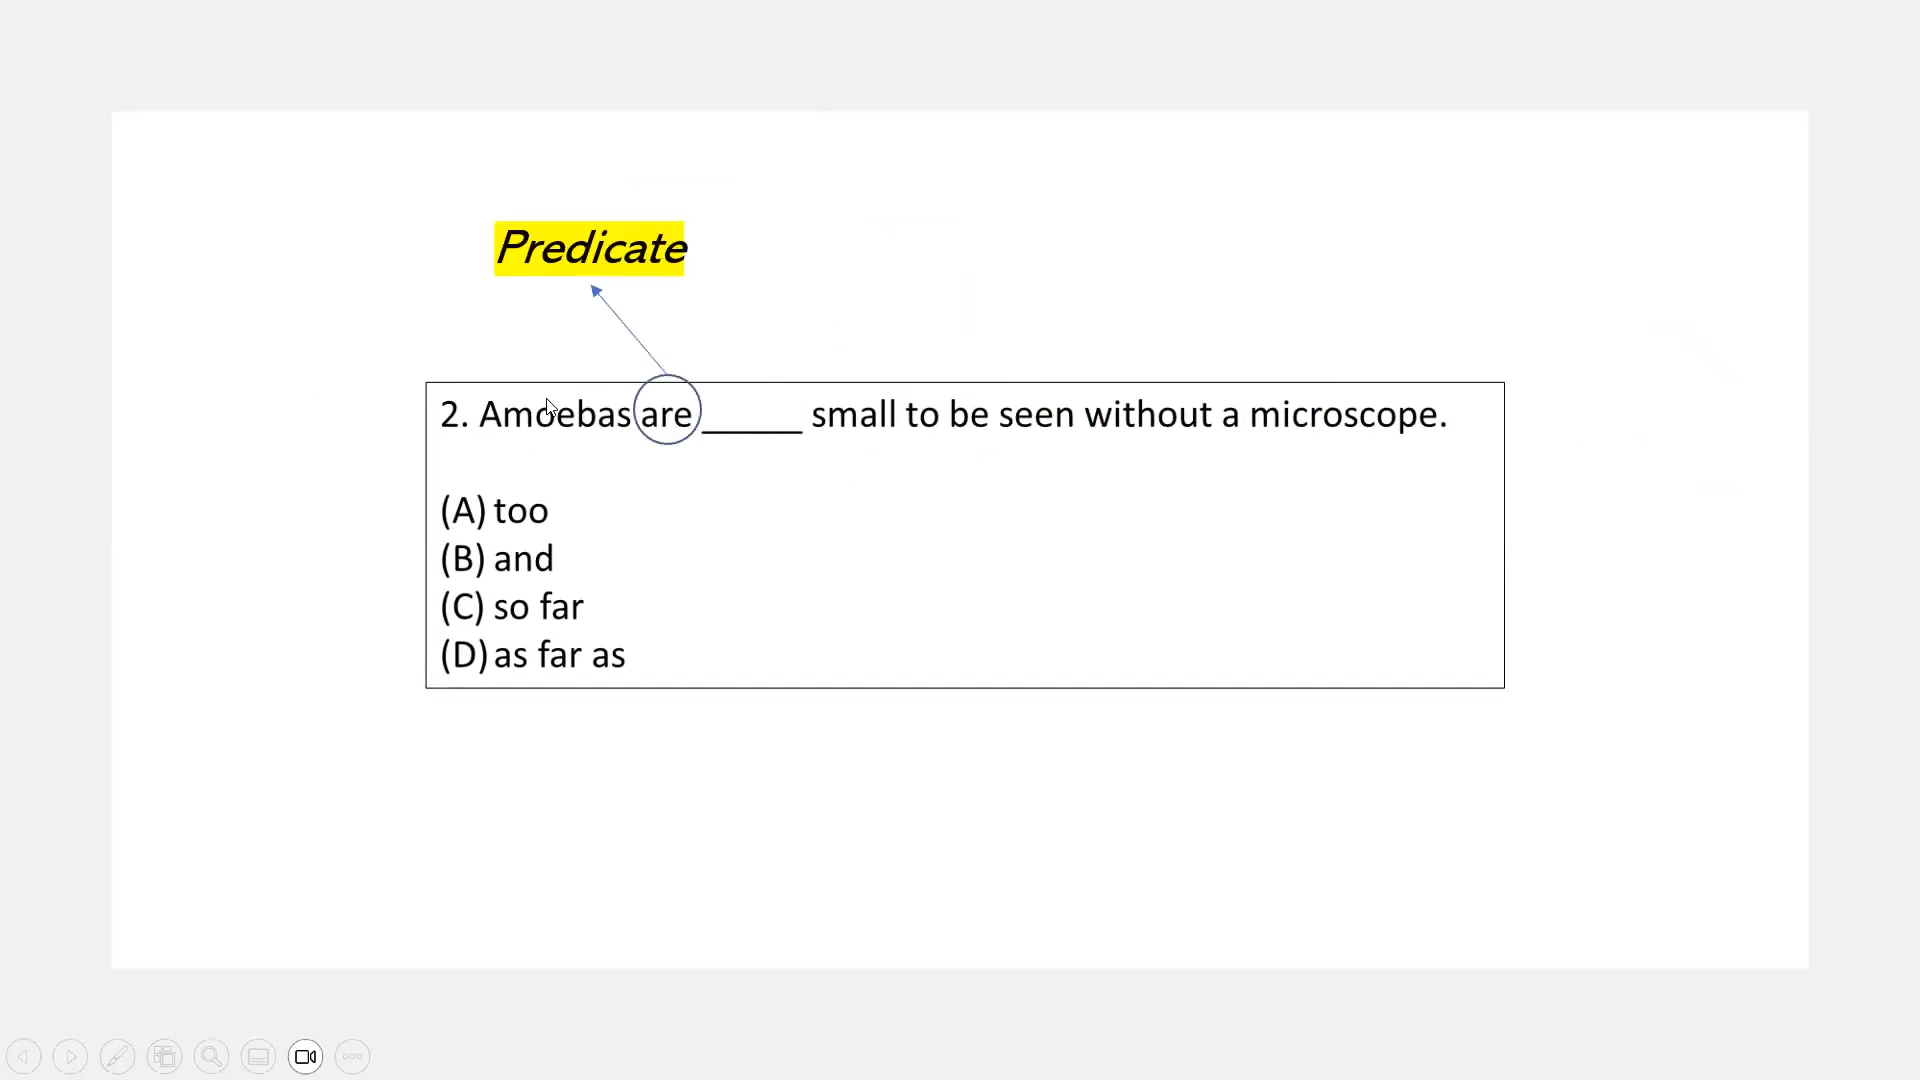 Predicate
2. Amoebas are ______ small to be seen without a microscope.
(A) too
(B) and
(C) so far
(D) as far as